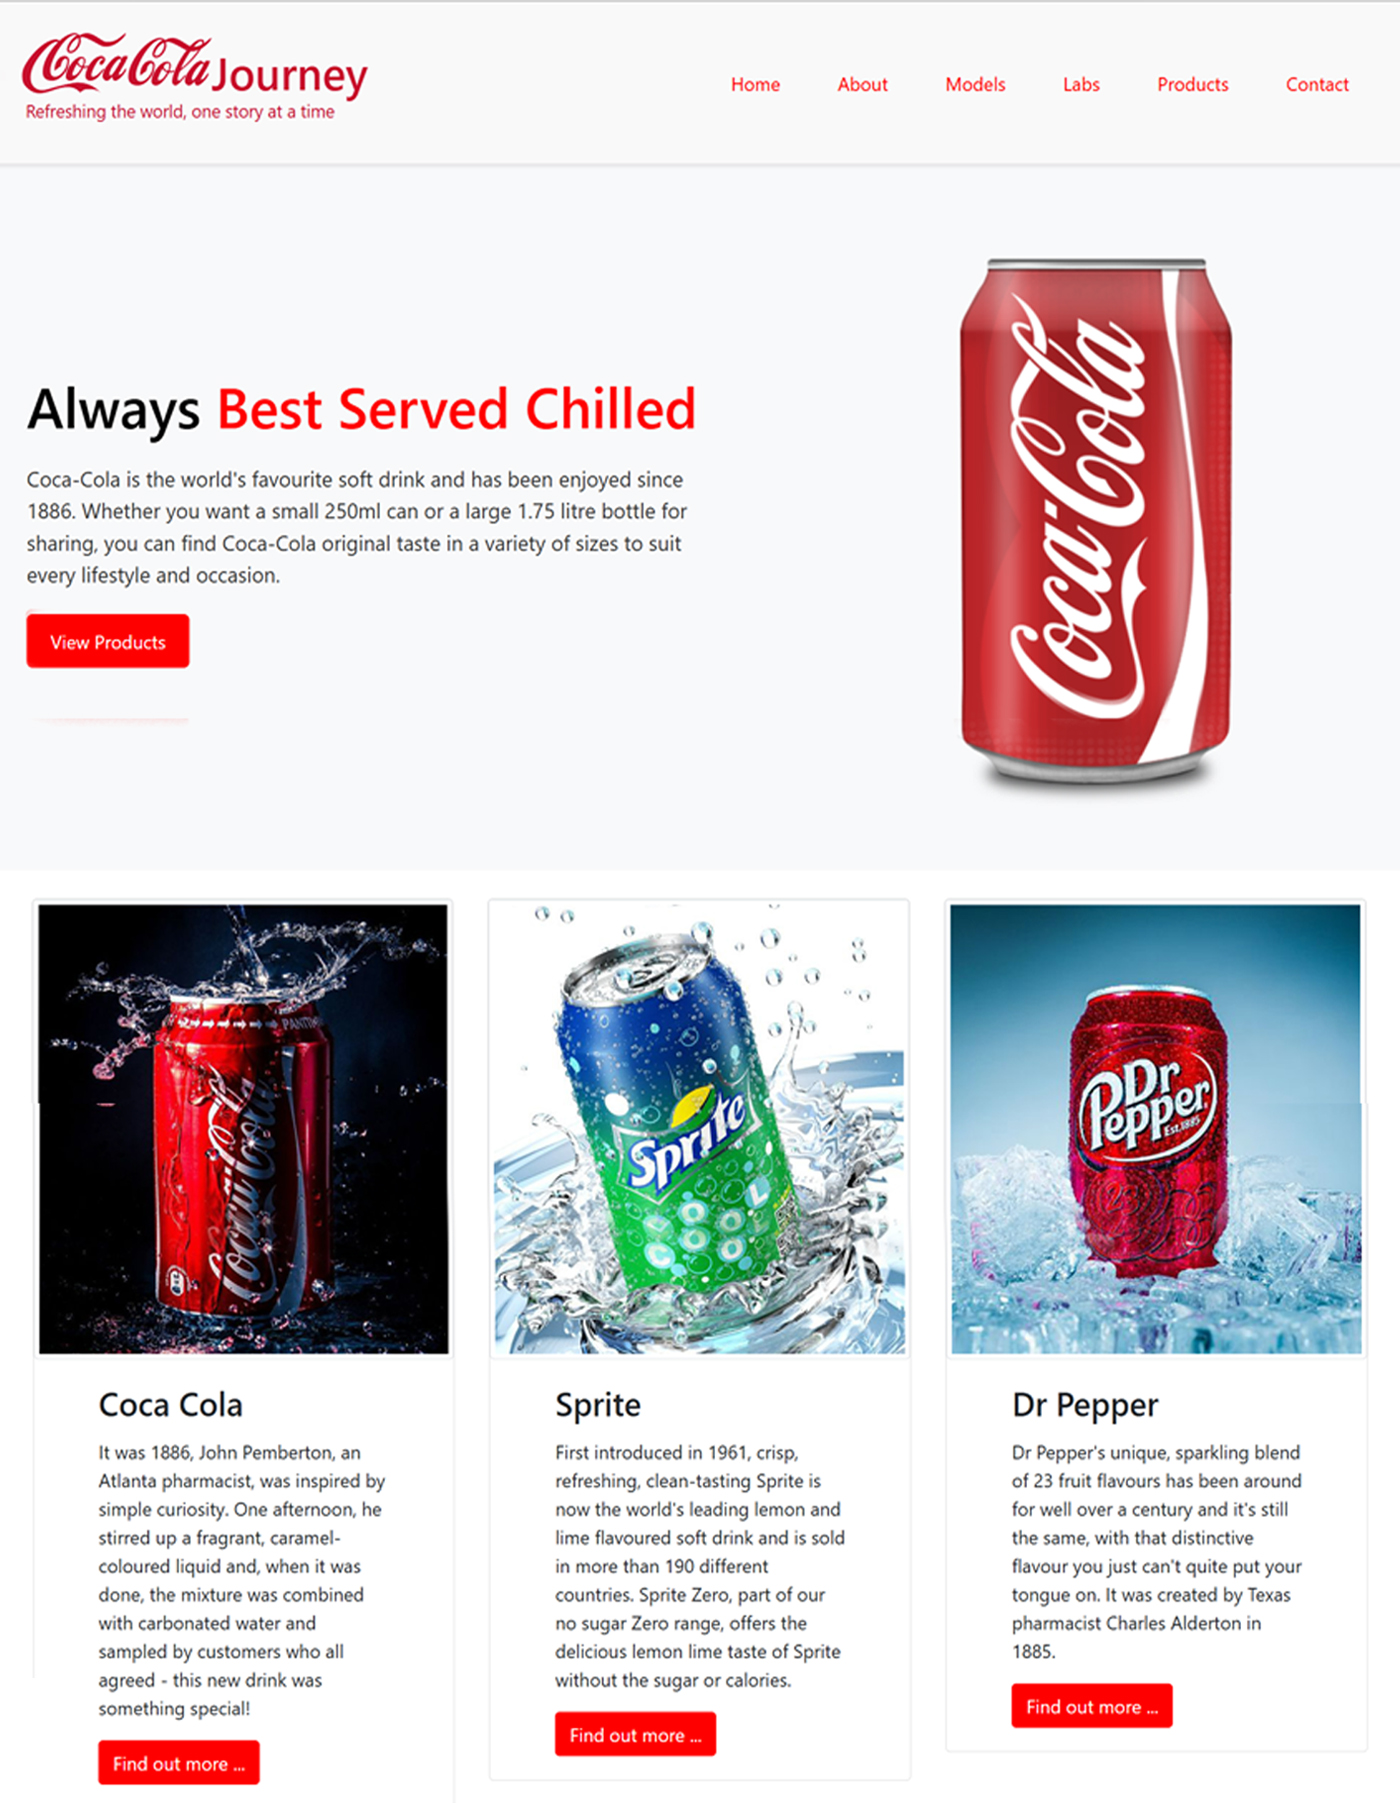 Coca-Cola Journey
Refreshing the world, one story at a time
Home
About
Models
Labs
Products
Contact
Always Best Served Chilled
Coca-Cola is the world's favourite soft drink and has been enjoyed since
1886. Whether you want a small 250ml can or a large 1.75 litre bottle for
sharing, you can find Coca-Cola original taste in a variety of sizes to suit
every lifestyle and occasion.
View Products
Coca-Cola
Coca-Cola
Sprite
COOL
COOL
Dr
Pepper
Est.1885
23
Coca Cola
It was 1886, John Pemberton, an
Atlanta pharmacist, was inspired by
simple curiosity. One afternoon, he
stirred up a fragrant, caramel-
coloured liquid and, when it was
done, the mixture was combined
with carbonated water and
sampled by customers who all
agreed - this new drink was
something special!
Find out more ...
Sprite
First introduced in 1961, crisp,
refreshing, clean-tasting Sprite is
now the world's leading lemon and
lime flavoured soft drink and is sold
in more than 190 different
countries. Sprite Zero, part of our
no sugar Zero range, offers the
delicious lemon lime taste of Sprite
without the sugar or calories.
Find out more ...
Dr Pepper
Dr Pepper's unique, sparkling blend
of 23 fruit flavours has been around
for well over a century and it's still
the same, with that distinctive
flavour you just can't quite put your
tongue on. It was created by Texas
pharmacist Charles Alderton in
1885.
Find out more ...